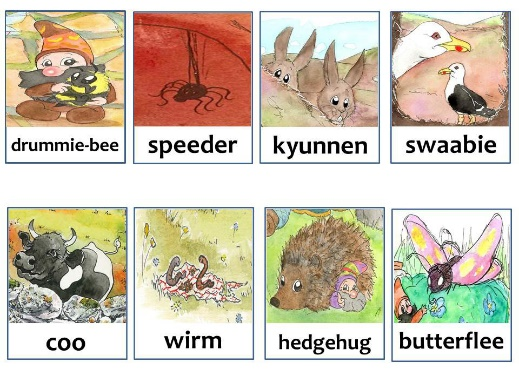 drummie-bee
speeder
kyunnen
swaabie
coo
wirm
hedgehug
butterflee